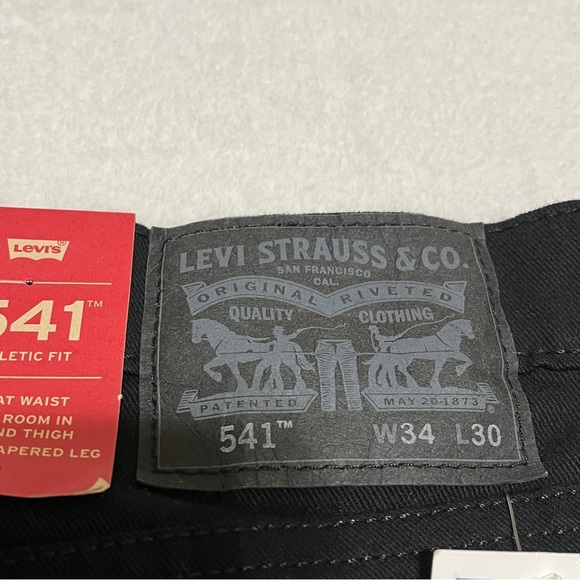 Levi's®
541™
LETIC FIT
AT WAIST
ROOM IN
ND THIGH
APERED LEG
LEVI STRAUSS & CO.
SAN FRANCISCO
CAL.
ORIGINAL RIVETED
QUALITY CLOTHING
PATENTED MAY 20 1873 ®
541™ W34 L30